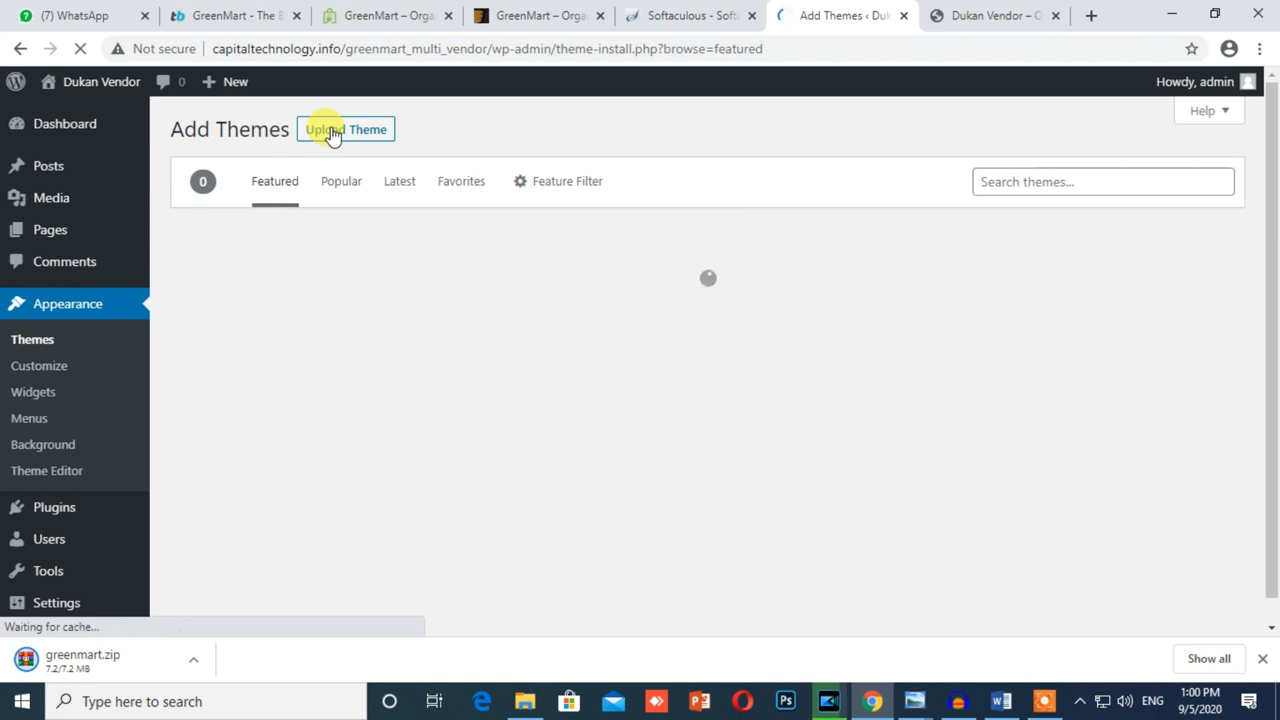 (7) WhatsApp
GreenMart - The B
GreenMart – Orga
GreenMart – Orga
Softaculous - Soft
Add Themes ‹ Duk
Dukan Vendor – O
Not secure
capitaltechnology.info/greenmart_multi_vendor/wp-admin/theme-install.php?browse=featured
Dukan Vendor
0
New
Howdy, admin
Help
Dashboard
Posts
Media
Pages
Comments
Appearance
Themes
Customize
Widgets
Menus
Background
Theme Editor
Plugins
Users
Tools
Settings
Add Themes
Upload Theme
0
Featured
Popular
Latest
Favorites
Feature Filter
Search themes...
Waiting for cache...
greenmart.zip
7.2/7.2 MB
Show all
Type here to search
ENG
1:00 PM
9/5/2020